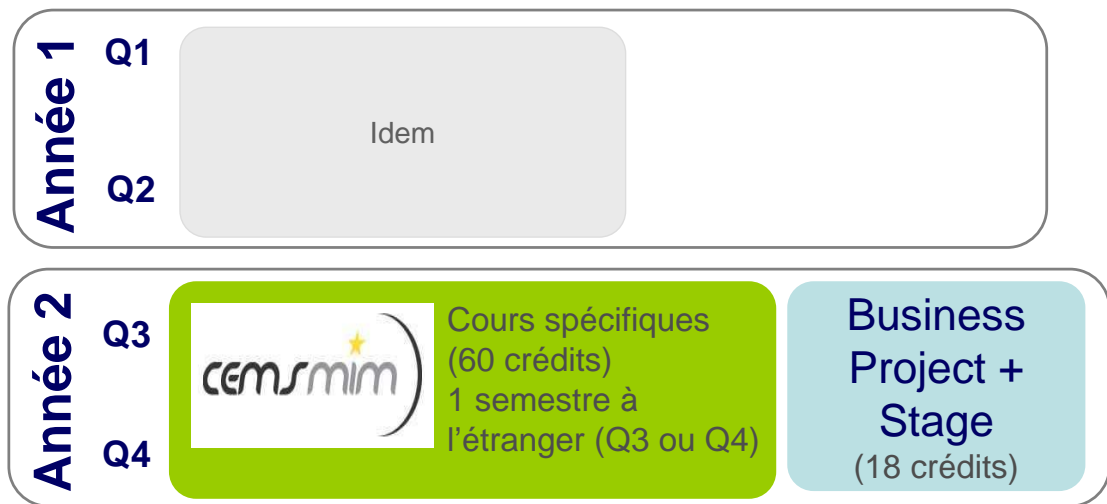 Année 1
Q1
Idem
Q2
Année 2
Q3
cems mim
Cours spécifiques
(60 crédits)
1 semestre à
l'étranger (Q3 ou Q4)
Q4
Business
Project +
Stage
(18 crédits)